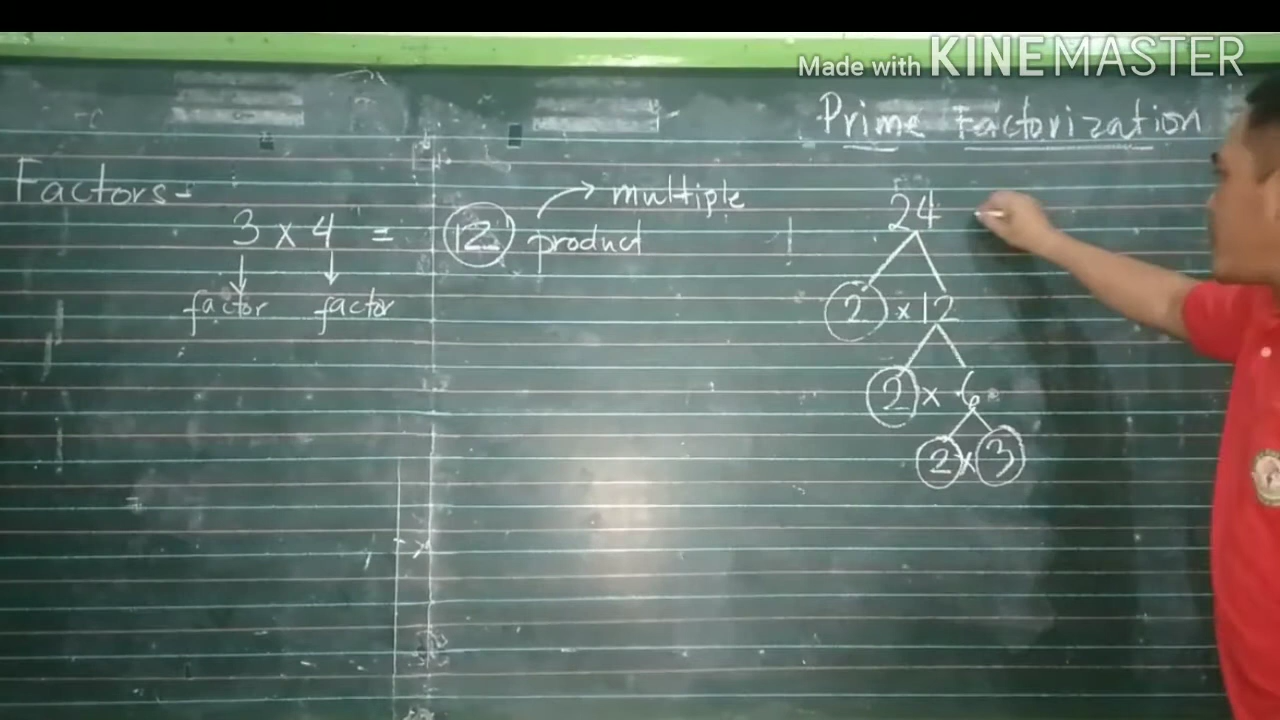 Made with KINEMASTER
Prime Factorization
Factors-
3 x 4 = 12
factor factor
multiple
product
24
2 x 12
2 x 6
2 x 3